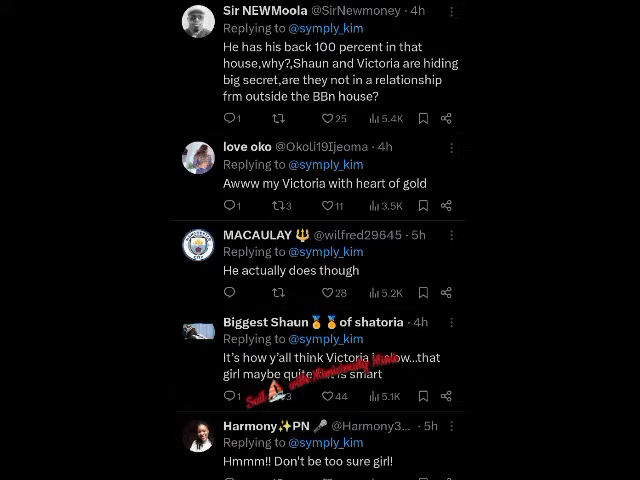 Sir NEWMoola @SirNewmoney · 4h
Replying to @symply_kim
He has his back 100 percent in that
house,why?,Shaun and Victoria are hiding
big secret,are they not in a relationship
frm outside the BBn house?
1 25 5.4K
love oko @Okoli19Ijeoma · 4h
Replying to @symply_kim
Awww my Victoria with heart of gold
1 3 11 3.5K
MACAULAY 🔱 @wilfred29645 · 5h
Replying to @symply_kim
He actually does though
28 5.2K
Biggest Shaun🏅🏅of shatoria · 4h
Replying to @symply_kim
It's how y'all think Victoria is slow...that
girl maybe quite but is smart
Sail ⛵ with
1 3 44 5.1K
Harmony✨PN 🎤 @Harmony3... · 5h
Replying to @symply_kim
Hmmm!! Don't be too sure girl!